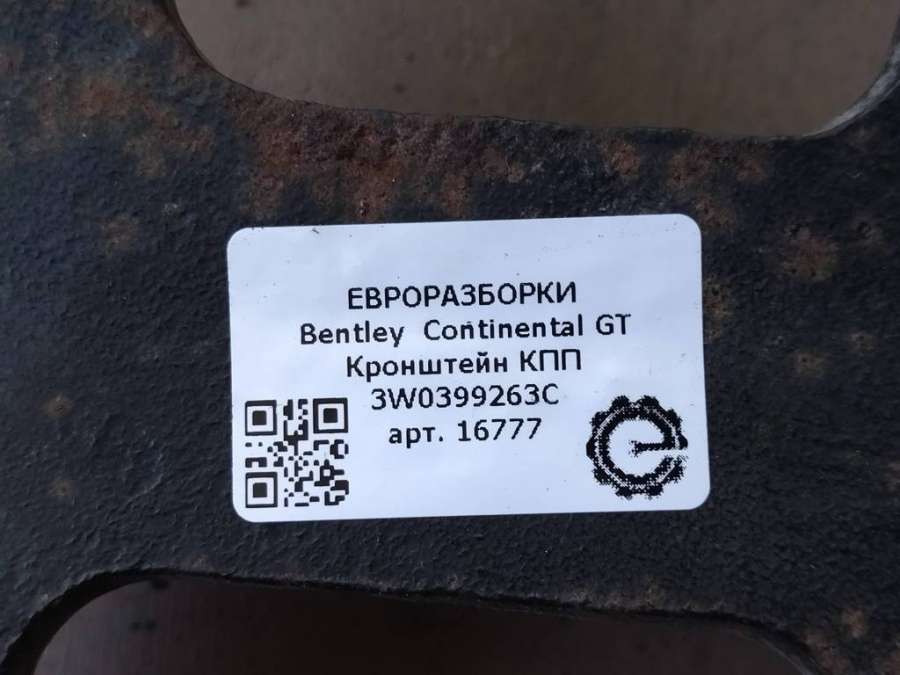 ЕВРОРАЗБОРКИ
Bentley Continental GT
Кронштейн КПП
3W0399263C
арт. 16777